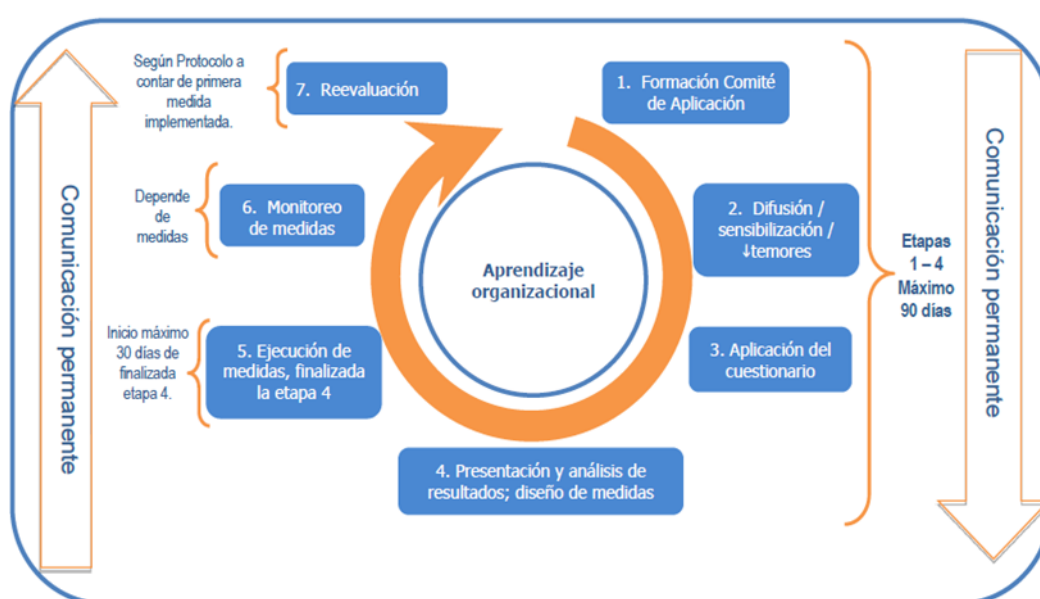 Comunicación permanente
Según Protocolo a
contar de primera
medida
implementada.
7. Reevaluación
1. Formación Comité
de Aplicación
2. Difusión /
sensibilización /
↓temores
3. Aplicación del
cuestionario
4. Presentación y análisis de
resultados; diseño de medidas
5. Ejecución de
medidas, finalizada
la etapa 4
Inicio máximo
30 días de
finalizada
etapa 4.
6. Monitoreo
de medidas
Depende
de
medidas
Aprendizaje
organizacional
Etapas
1 – 4
Máximo
90 días
Comunicación permanente